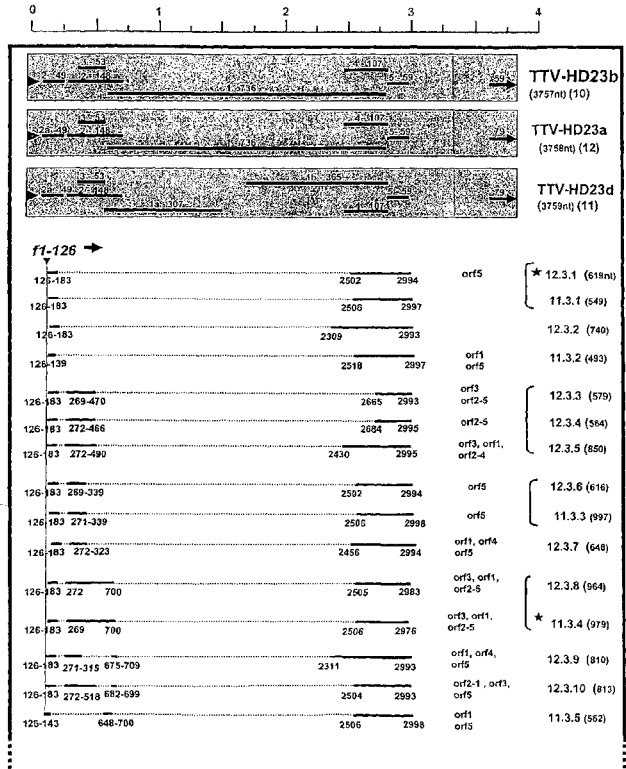 0 1 2 3 4
TTV-HD23b
(3757nt) (10)
TTV-HD23a
(3758nt) (12)
TTV-HD23d
(3759nt) (11)
f1-126
126-183 2502 2994 orf5 ★ 12.3.1 (619nt)
126-183 2506 2997 11.3.1 (549)
126-183 2309 2993 12.3.2 (740)
126-139 2518 2997 orf1 orf5 11.3.2 (493)
126-183 269-470 2665 2993 orf3 orf2-5 12.3.3 (579)
126-183 272-466 2684 2995 orf2-5 12.3.4 (564)
126-183 272-490 2430 2995 orf3, orf1, orf2-4 12.3.5 (850)
126-183 269-339 2502 2994 orf5 12.3.6 (616)
126-183 271-339 2506 2998 orf5 11.3.3 (997)
126-183 272-323 2456 2994 orf1, orf4 orf5 12.3.7 (648)
126-183 272 700 2505 2983 orf3, orf1, orf2-5 12.3.8 (964)
126-183 269 700 2506 2976 orf3, orf1, orf2-5 ★ 11.3.4 (979)
126-183 271-315 675-709 2311 2993 orf1, orf4, orf5 12.3.9 (810)
126-183 272-518 682-699 2504 2993 orf2-1, orf3, orf5 12.3.10 (813)
126-143 648-700 2506 2998 orf1 orf5 11.3.5 (562)